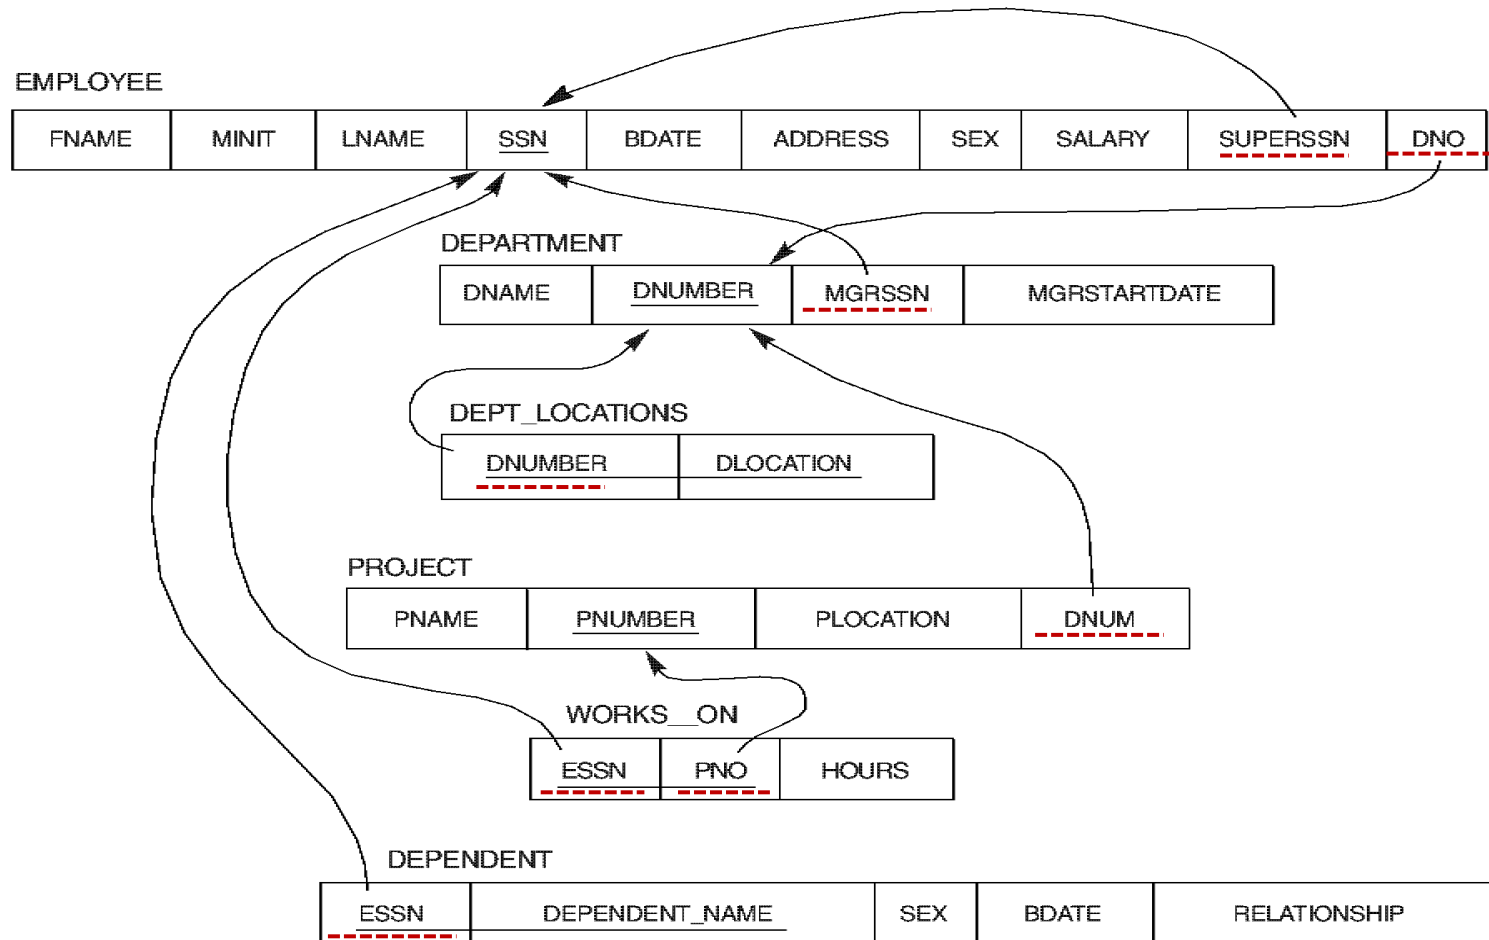 EMPLOYEE
FNAME MINIT LNAME SSN BDATE ADDRESS SEX SALARY SUPERSSN DNO
DEPARTMENT
DNAME DNUMBER MGRSSN MGRSTARTDATE
DEPT_LOCATIONS
DNUMBER DLOCATION
PROJECT
PNAME PNUMBER PLOCATION DNUM
WORKS__ON
ESSN PNO HOURS
DEPENDENT
ESSN DEPENDENT_NAME SEX BDATE RELATIONSHIP